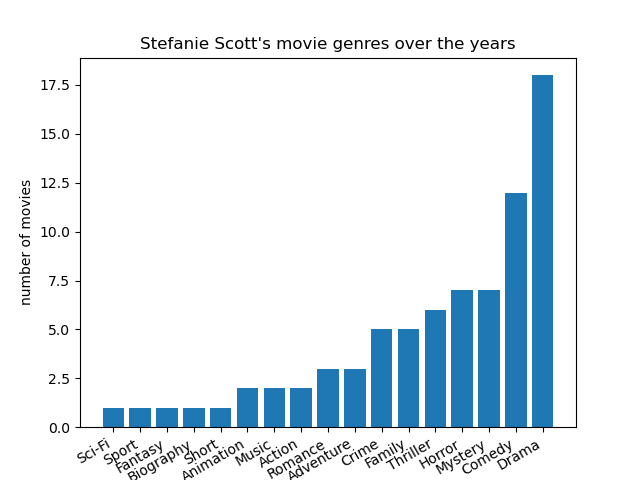 Stefanie Scott's movie genres over the years
number of movies
17.5
15.0
12.5
10.0
7.5
5.0
2.5
0.0
Sci-Fi
Sport
Fantasy
Biography
Short
Animation
Music
Action
Romance
Adventure
Crime
Family
Thriller
Horror
Mystery
Comedy
Drama